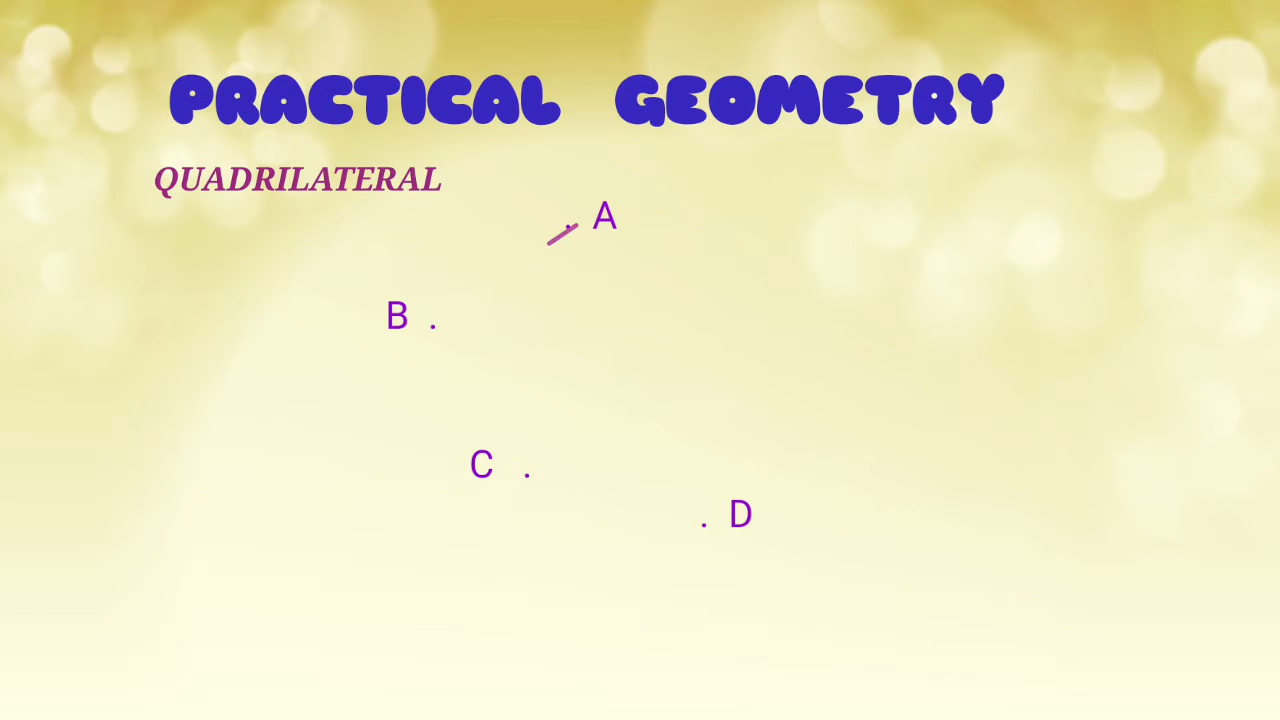 PRACTICAL GEOMETRY
QUADRILATERAL
. A
B .
C .
. D